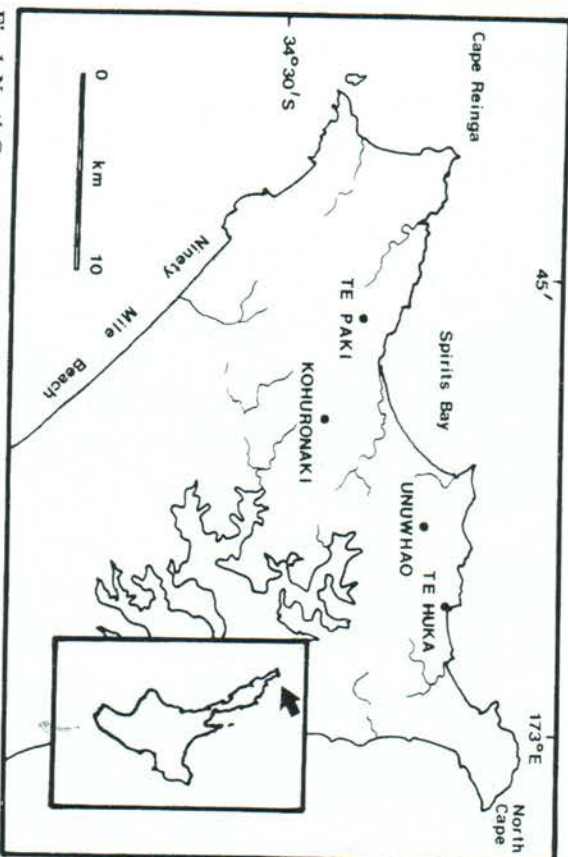 Cape Reinga
45'
173°E
North
Cape
Spirits Bay
34°30'S
TE PAKI
KOHURONAKI
UNUWHAO
TE HUKA
Ninety
Mile
Beach
0 km 10